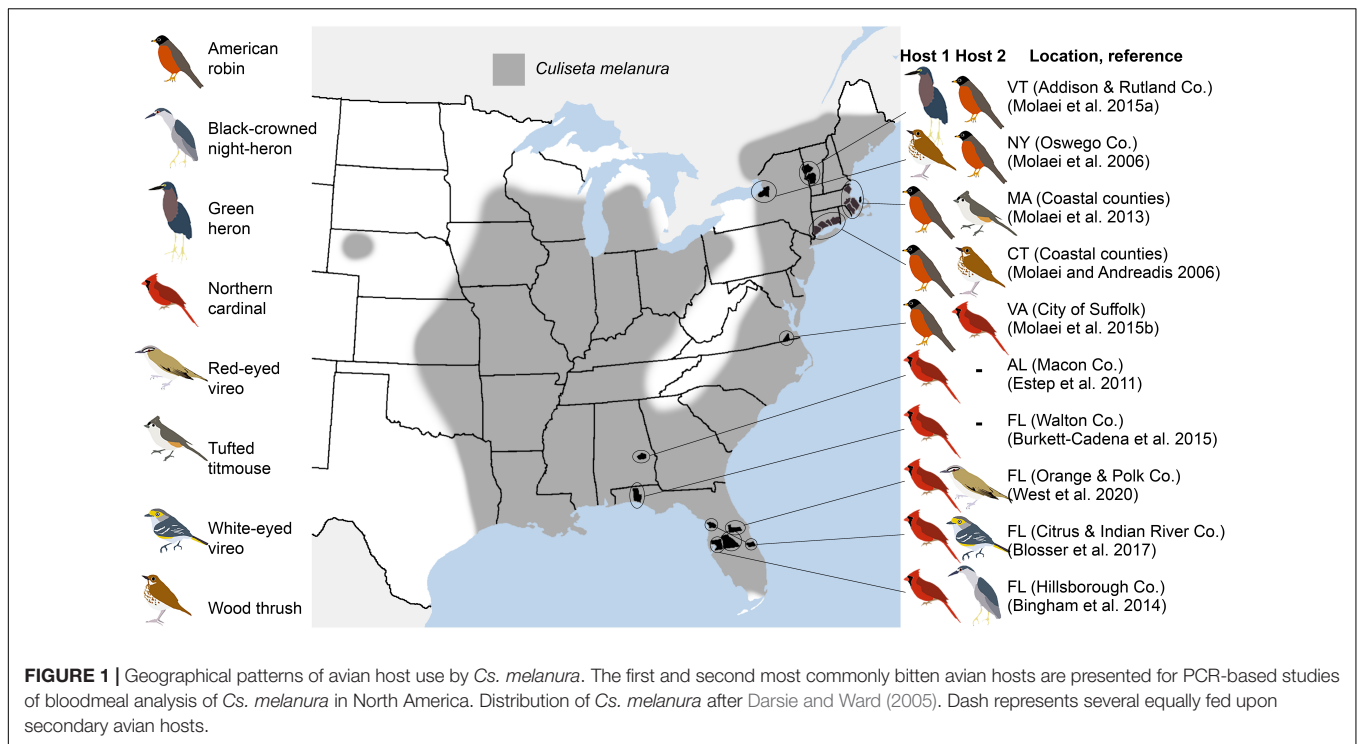 American
robin
Black-crowned
night-heron
Green
heron
Northern
cardinal
Red-eyed
vireo
Tufted
titmouse
White-eyed
vireo
Wood thrush
Culiseta melanura
Host 1 Host 2 Location, reference
VT (Addison & Rutland Co.)
(Molaei et al. 2015a)
NY (Oswego Co.)
(Molaei et al. 2006)
MA (Coastal counties)
(Molaei et al. 2013)
CT (Coastal counties)
(Molaei and Andreadis 2006)
VA (City of Suffolk)
(Molaei et al. 2015b)
- AL (Macon Co.)
(Estep et al. 2011)
- FL (Walton Co.)
(Burkett-Cadena et al. 2015)
FL (Orange & Polk Co.)
(West et al. 2020)
FL (Citrus & Indian River Co.)
(Blosser et al. 2017)
FL (Hillsborough Co.)
(Bingham et al. 2014)
FIGURE 1 | Geographical patterns of avian host use by Cs. melanura. The first and second most commonly bitten avian hosts are presented for PCR-based studies
of bloodmeal analysis of Cs. melanura in North America. Distribution of Cs. melanura after Darsie and Ward (2005). Dash represents several equally fed upon
secondary avian hosts.